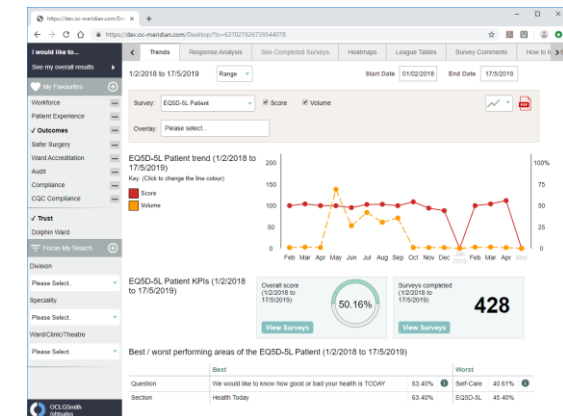 https://dev.oc-meridian.com/De
https://dev.oc-meridian.com/Desktop/?ts=637027626739544078
I would like to...
See my overall results
My Favourites
Workforce
Patient Experience
✓ Outcomes
Safer Surgery
Ward Accreditation
Audit
Compliance
CQC Compliance
✓ Trust
Dolphin Ward
Focus My Search
Division
Please Select..
Speciality
Please Select..
Ward/Clinic/Theatre
Please Select..
OCLGSmith
Trends
Response Analysis
See Completed Surveys
Heatmaps
League Tables
Survey Comments
How to
1/2/2018 to 17/5/2019
Range
Start Date 01/02/2018
End Date 17/5/2019
Survey: EQ5D-5L Patient
Score
Volume
Overlay: Please select..
EQ5D-5L Patient trend (1/2/2018 to
17/5/2019)
Key (Click to change the line colour)
Score
Volume
200
150
100
50
0
100%
75
50
25
0
Feb Mar Apr May Jun Jul Aug Sep Oct Nov Dec Jan 2019 Feb Mar Apr May
EQ5D-5L Patient KPIs (1/2/2018
to 17/5/2019)
Overall score
(1/2/2018 to
17/5/2019)
50.16%
View Surveys
Surveys completed
(1/2/2018 to
17/5/2019)
428
View Surveys
Best / worst performing areas of the EQ5D-5L Patient (1/2/2018 to 17/5/2019)
Best Worst
Question We would like to know how good or bad your health is TODAY 63.40% Self-Care 40.61%
Section Health Today 63.40% EQ5D-5L 45.40%